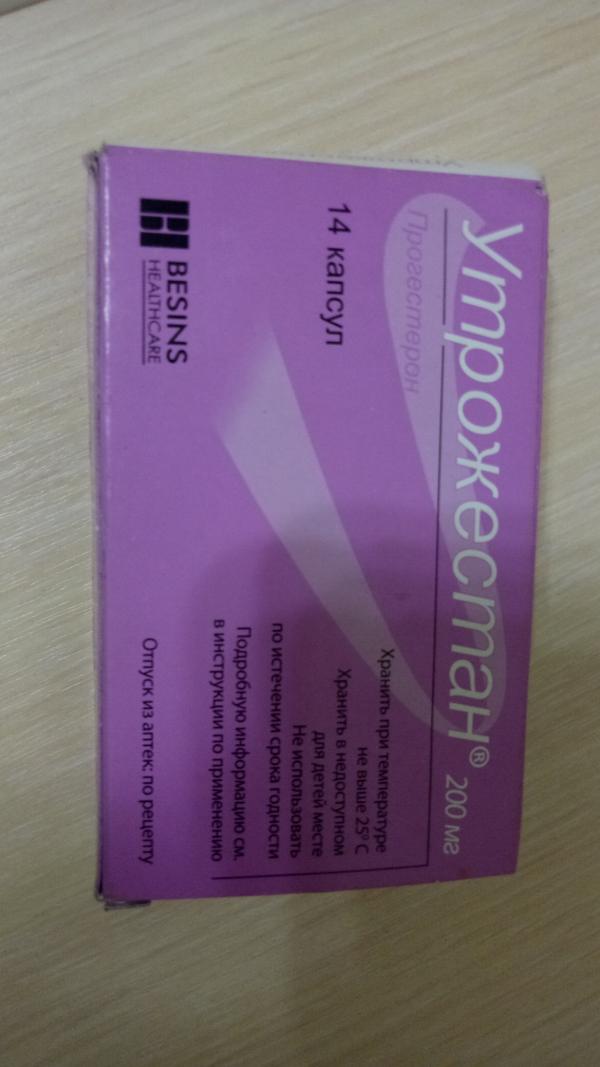 Утрожестан® 200 мг
Прогестерон
14 капсул
Хранить при температуре
не выше 25° С
Хранить в недоступном
для детей месте
Не использовать
по истечении срока годности
Подробную информацию см.
в инструкции по применению
BESINS
HEALTHCARE
Отпуск из аптек: по рецепту